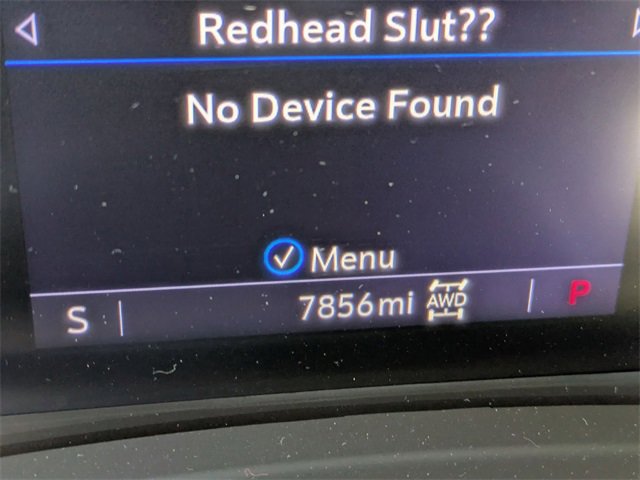 Redhead Slut??
No Device Found
Menu
S 7856mi AWD P